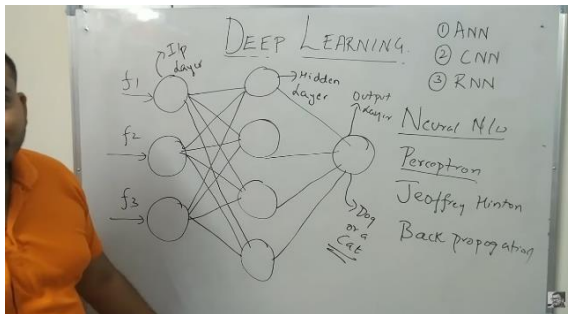 DEEP LEARNING.
① ANN
② CNN
③ RNN
I/p
Layer
Hidden
Layer
Output
Layer
f1
f2
f3
Dog
or a
Cat
Neural N/w
Perceptron
Jeoffrey Hinton
Back propogation